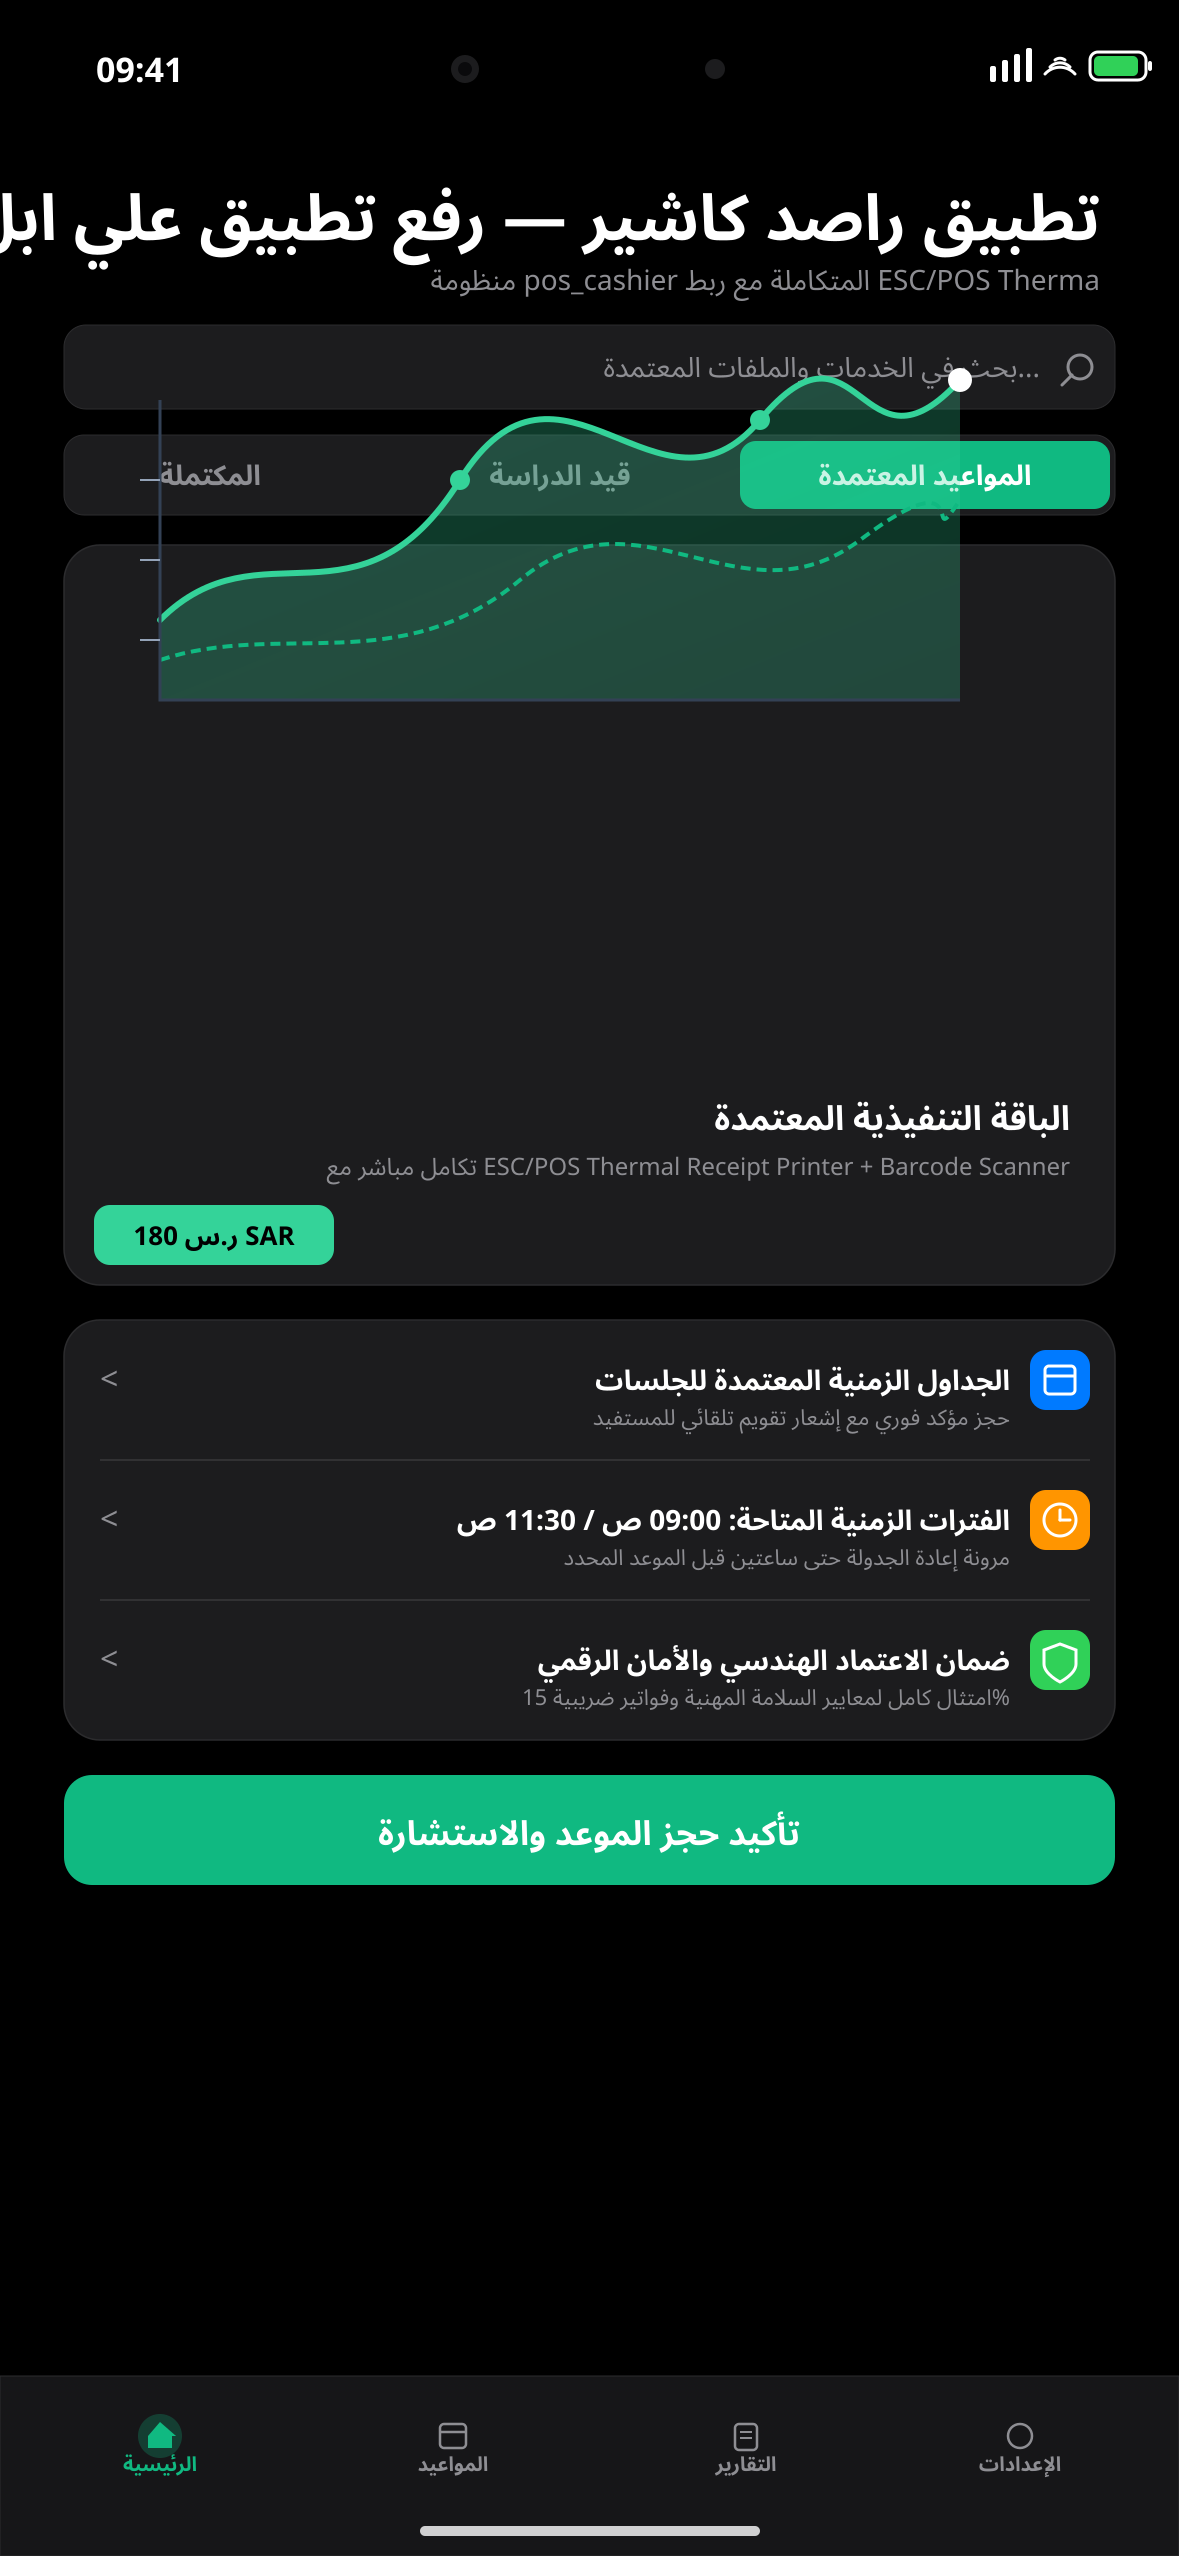 09:41
تطبيق راصد كاشير — رفع تطبيق علي ابل
ESC/POS Therma المتكاملة مع ربط pos_cashier منظومة
بحث في الخدمات والملفات المعتمدة...
المواعيد المعتمدة
قيد الدراسة
المكتملة
الباقة التنفيذية المعتمدة
ESC/POS Thermal Receipt Printer + Barcode Scanner تكامل مباشر مع
180 ر.س SAR
الجداول الزمنية المعتمدة للجلسات
<
حجز مؤكد فوري مع إشعار تقويم تلقائي للمستفيد
الفترات الزمنية المتاحة: 09:00 ص / 11:30 ص
<
مرونة إعادة الجدولة حتى ساعتين قبل الموعد المحدد
ضمان الاعتماد الهندسي والأمان الرقمي
<
امتثال كامل لمعايير السلامة المهنية وفواتير ضريبية 15%
تأكيد حجز الموعد والاستشارة
الإعدادات
التقارير
المواعيد
الرئيسية